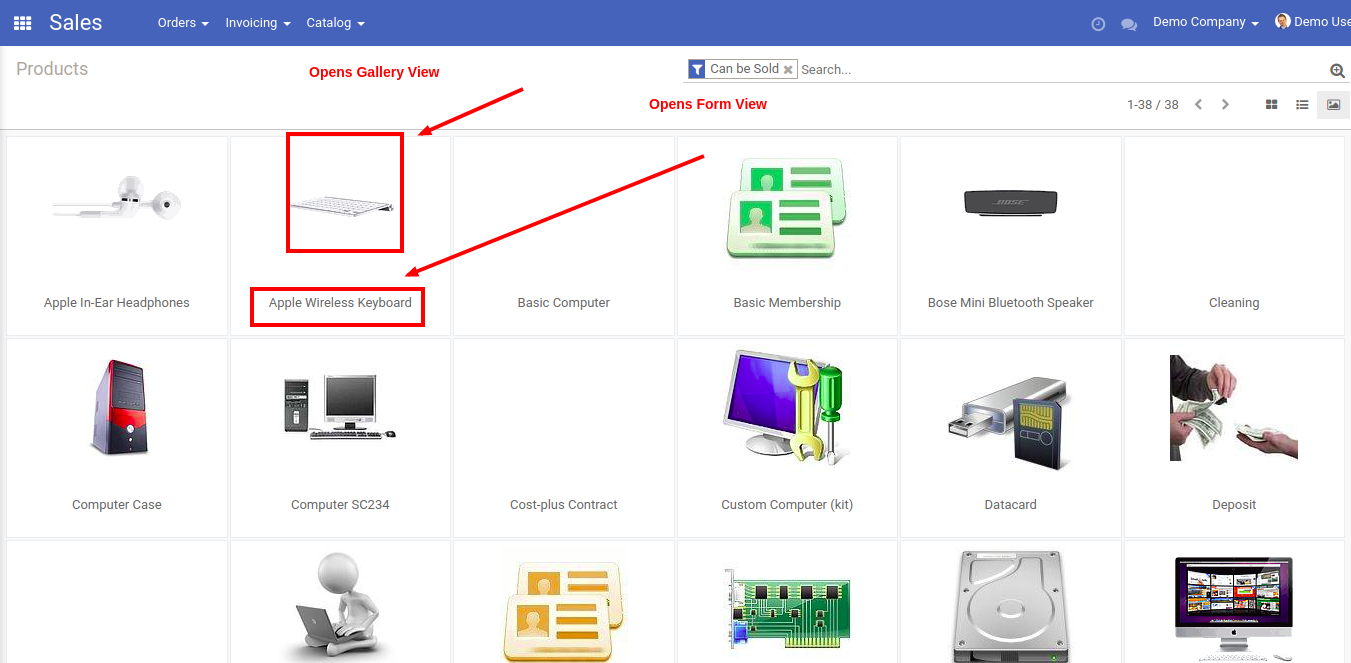 Sales Orders Invoicing Catalog Demo Company Demo Use
Products Opens Gallery View Can be Sold Search...
Opens Form View 1-38 / 38
BOSE
Apple In-Ear Headphones Apple Wireless Keyboard Basic Computer Basic Membership Bose Mini Bluetooth Speaker Cleaning
Computer Case Computer SC234 Cost-plus Contract Custom Computer (kit) Datacard Deposit